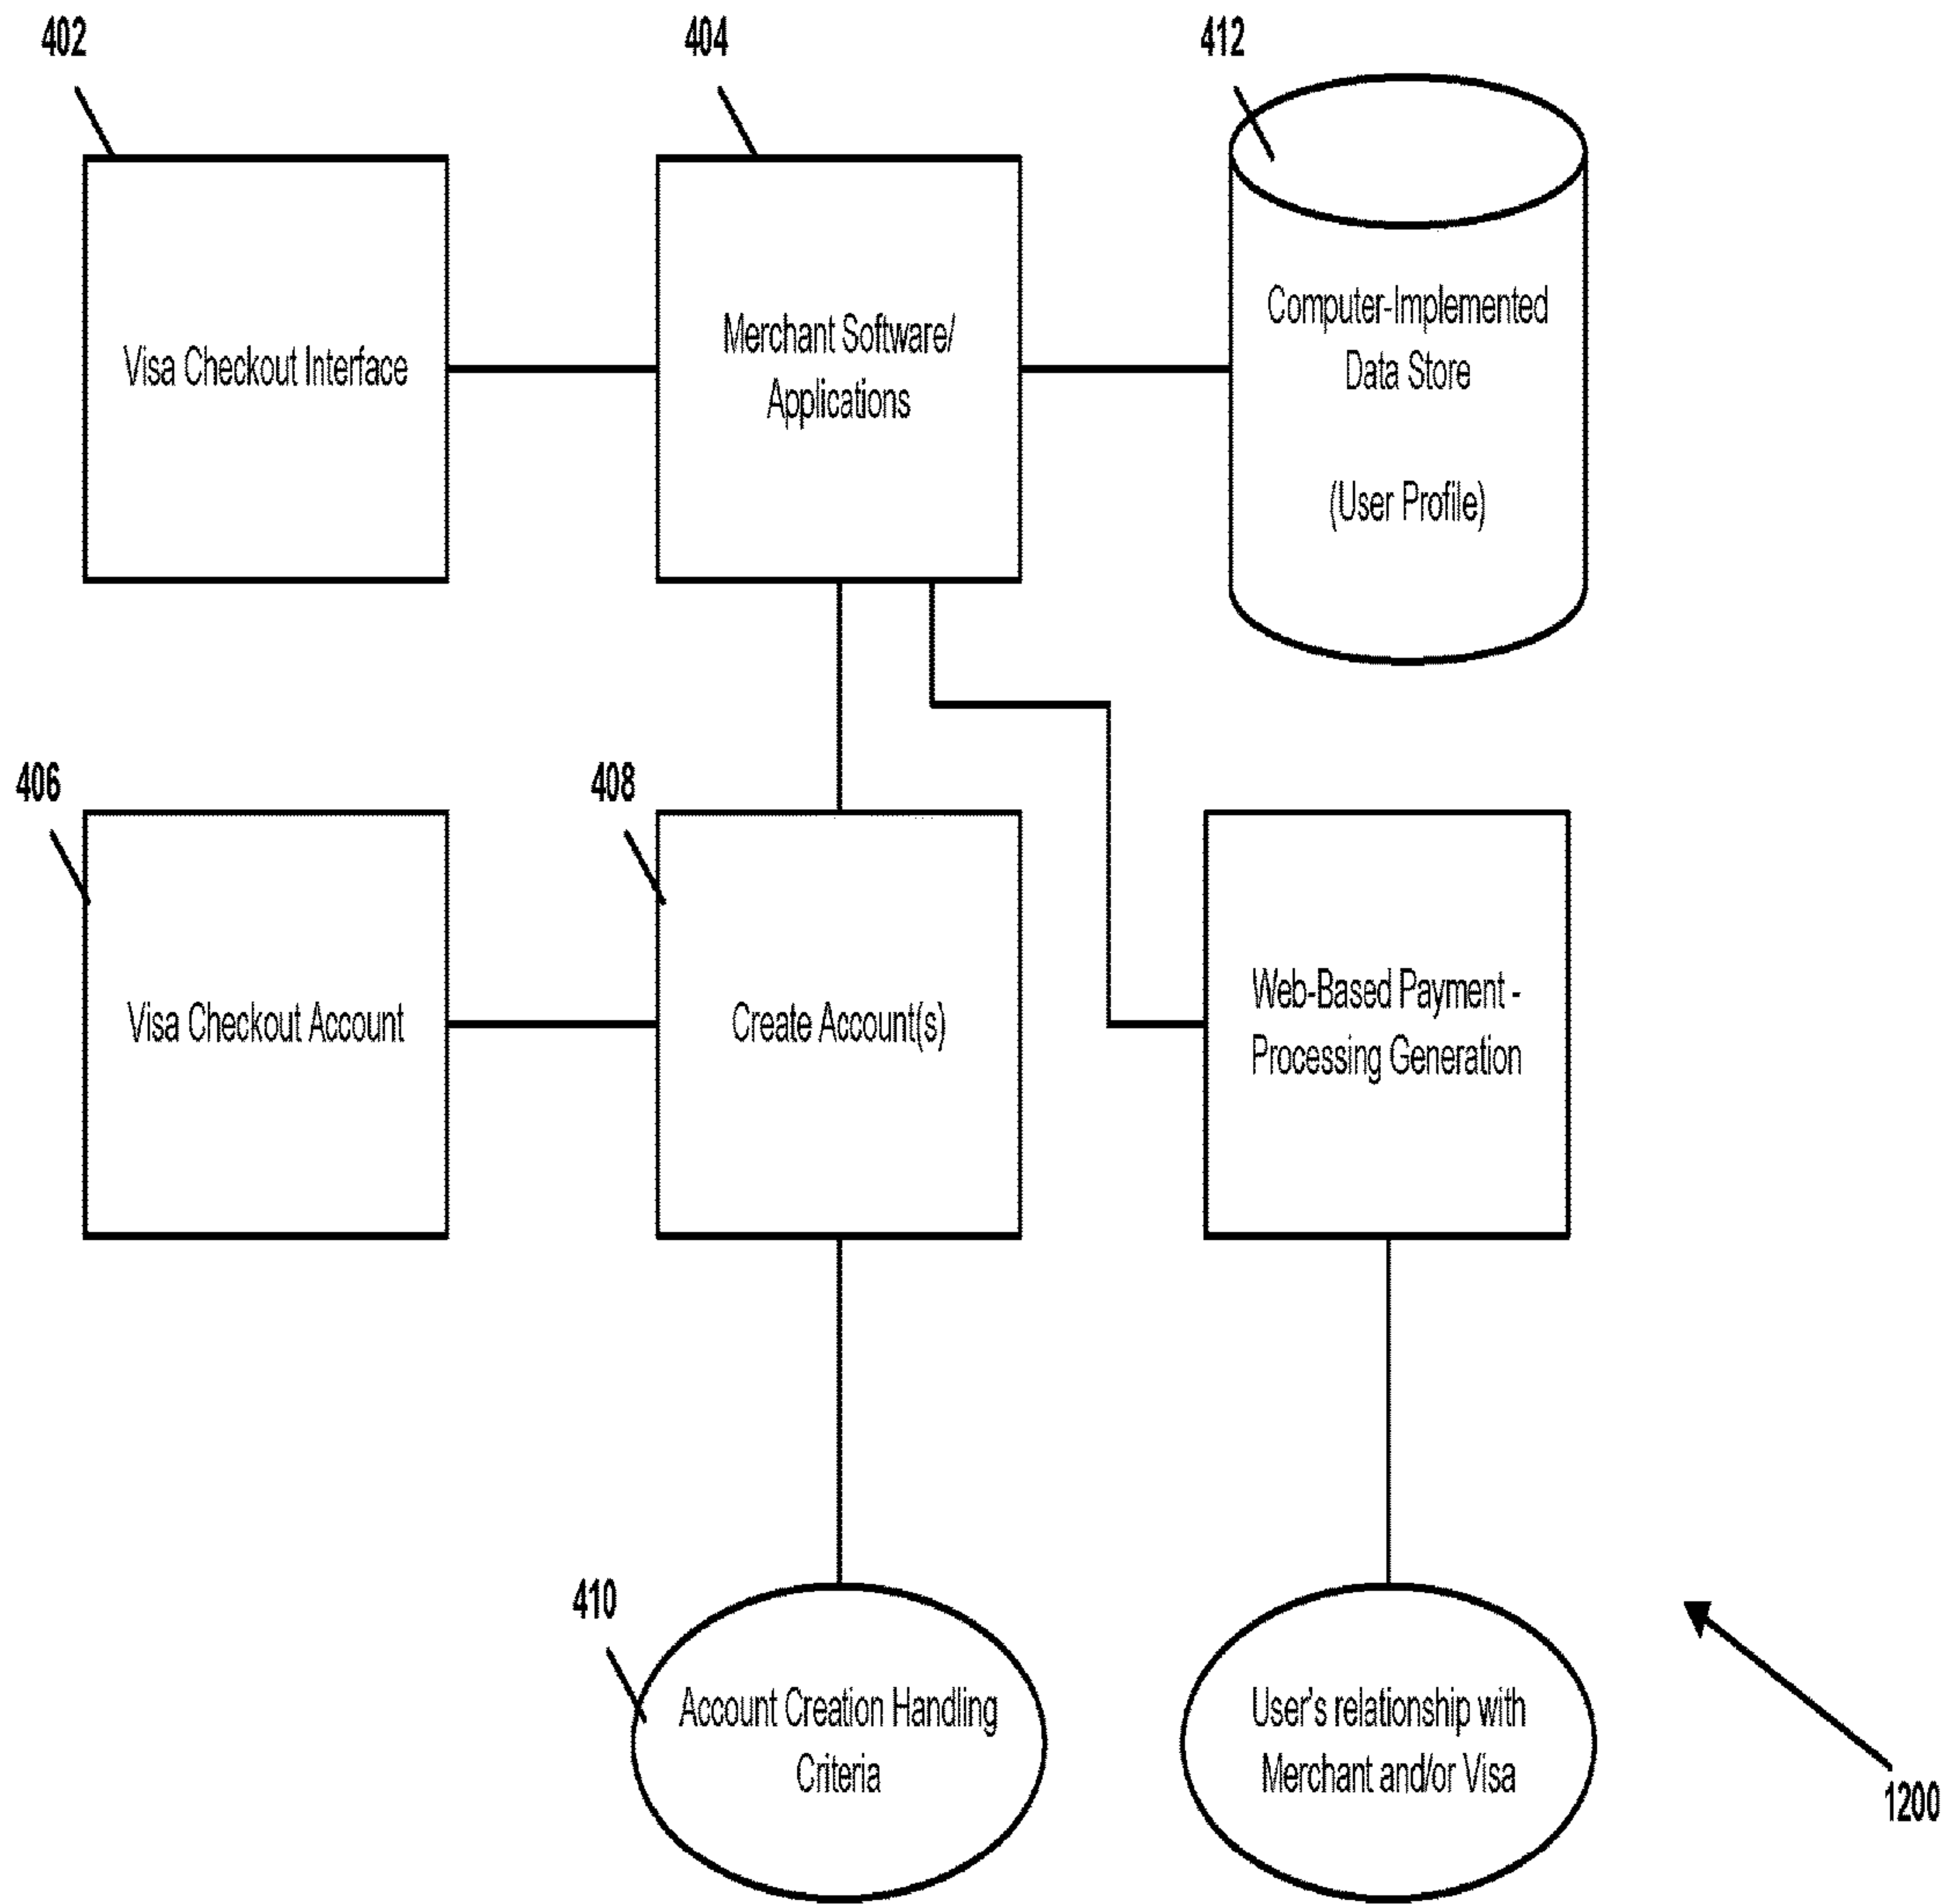 402
404
412
Visa Checkout Interface
Merchant Software/
Applications
Computer-Implemented
Data Store
(User Profile)
406
408
Visa Checkout Account
Create Account(s)
Web-Based Payment -
Processing Generation
410
Account Creation Handling
Criteria
User's relationship with
Merchant and/or Visa
1200